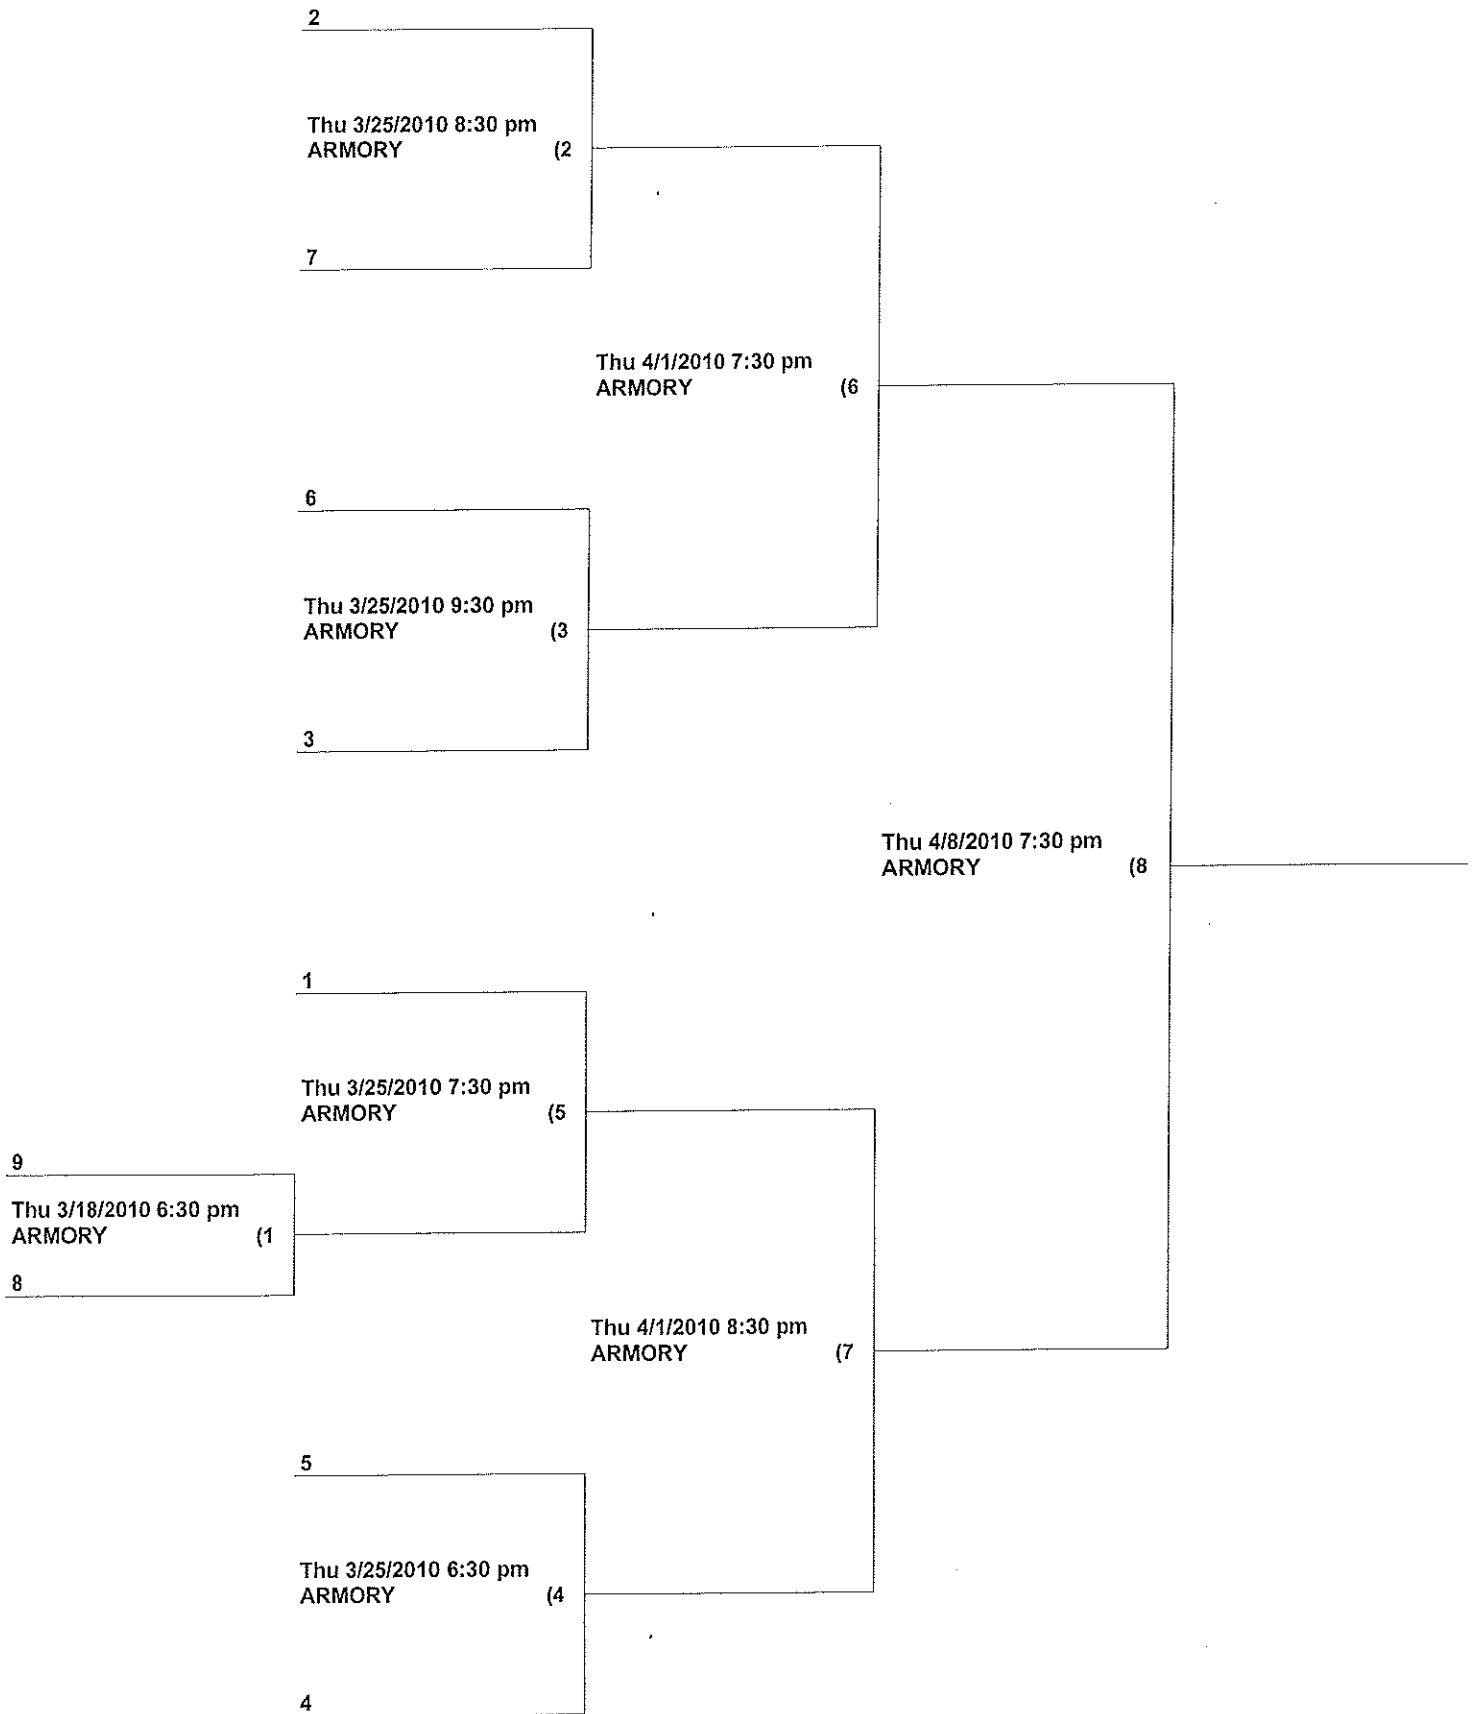 2
Thu 3/25/2010 8:30 pm
ARMORY (2
7
Thu 4/1/2010 7:30 pm
ARMORY (6
6
Thu 3/25/2010 9:30 pm
ARMORY (3
3
Thu 4/8/2010 7:30 pm
ARMORY (8
1
Thu 3/25/2010 7:30 pm
ARMORY (5
9
Thu 3/18/2010 6:30 pm
ARMORY (1
8
Thu 4/1/2010 8:30 pm
ARMORY (7
5
Thu 3/25/2010 6:30 pm
ARMORY (4
4